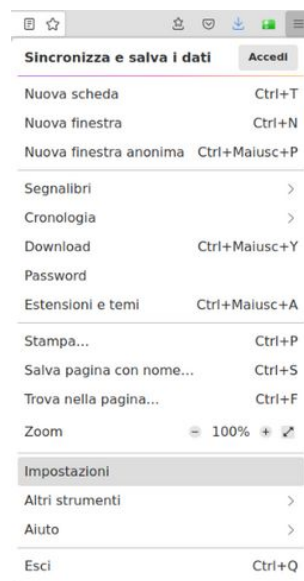 Sincronizza e salva i dati Accedi
Nuova scheda Ctrl+T
Nuova finestra Ctrl+N
Nuova finestra anonima Ctrl+Maiusc+P
Segnalibri
Cronologia
Download Ctrl+Maiusc+Y
Password
Estensioni e temi Ctrl+Maiusc+A
Stampa... Ctrl+P
Salva pagina con nome... Ctrl+S
Trova nella pagina... Ctrl+F
Zoom 100%
Impostazioni
Altri strumenti
Aiuto
Esci Ctrl+Q